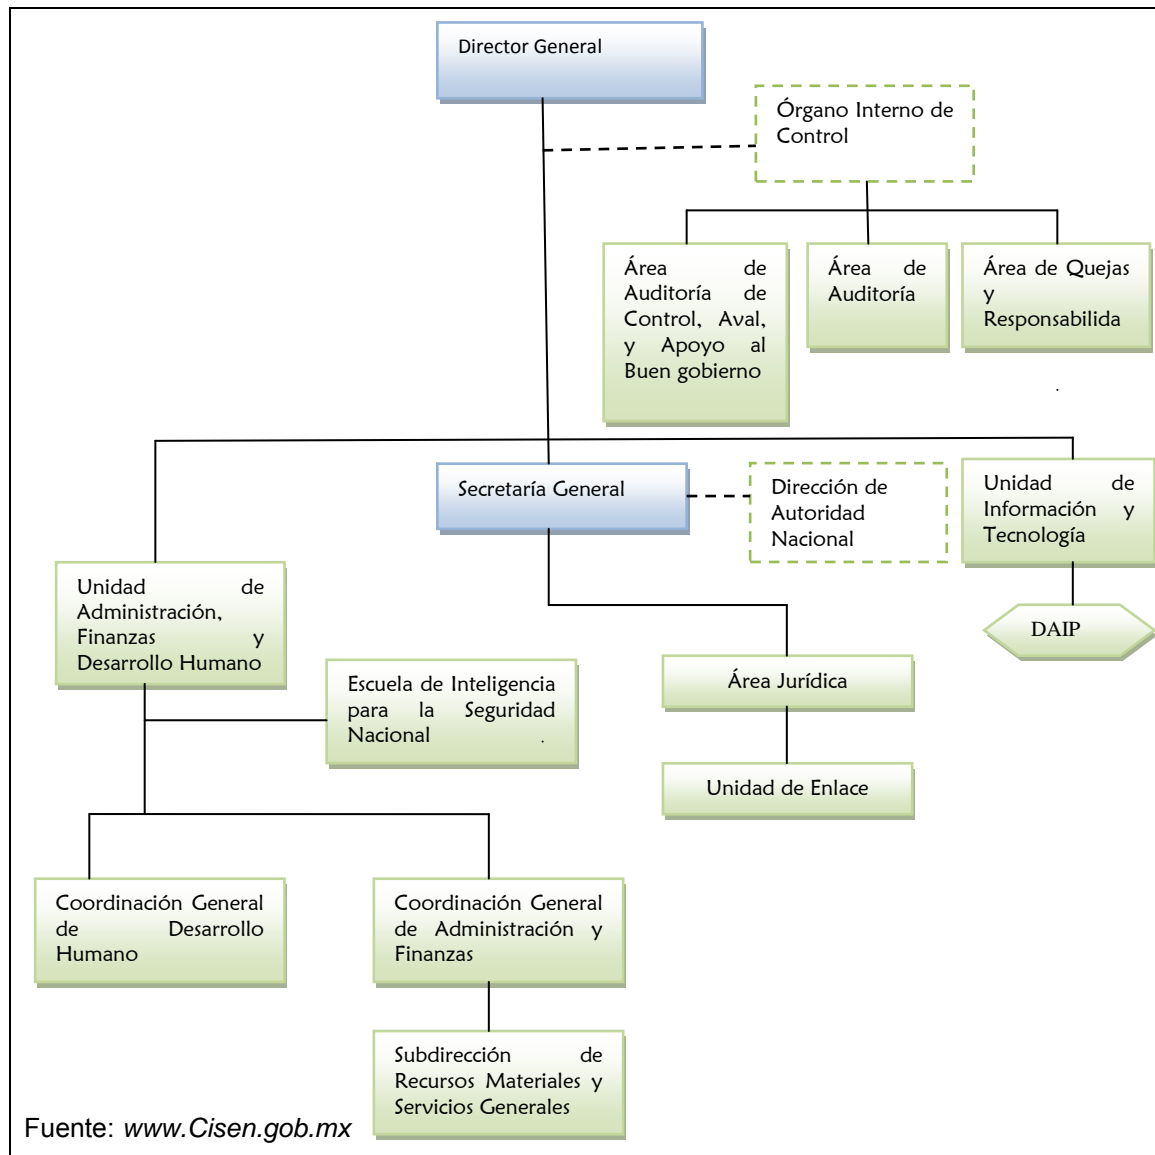 Director General
Órgano Interno de
Control
Área de
Auditoría de
Control, Aval,
y Apoyo al
Buen gobierno
Área de
Auditoría
Área de Quejas
y
Responsabilida
.
Secretaría General
Dirección de
Autoridad
Nacional
Unidad de
Información y
Tecnología
DAIP
Unidad de
Administración,
Finanzas y
Desarrollo Humano
Escuela de Inteligencia
para la Seguridad
Nacional .
Área Jurídica
Unidad de Enlace
Coordinación General
de Desarrollo
Humano
Coordinación General
de Administración y
Finanzas
Subdirección de
Recursos Materiales y
Servicios Generales
Fuente: www.Cisen.gob.mx